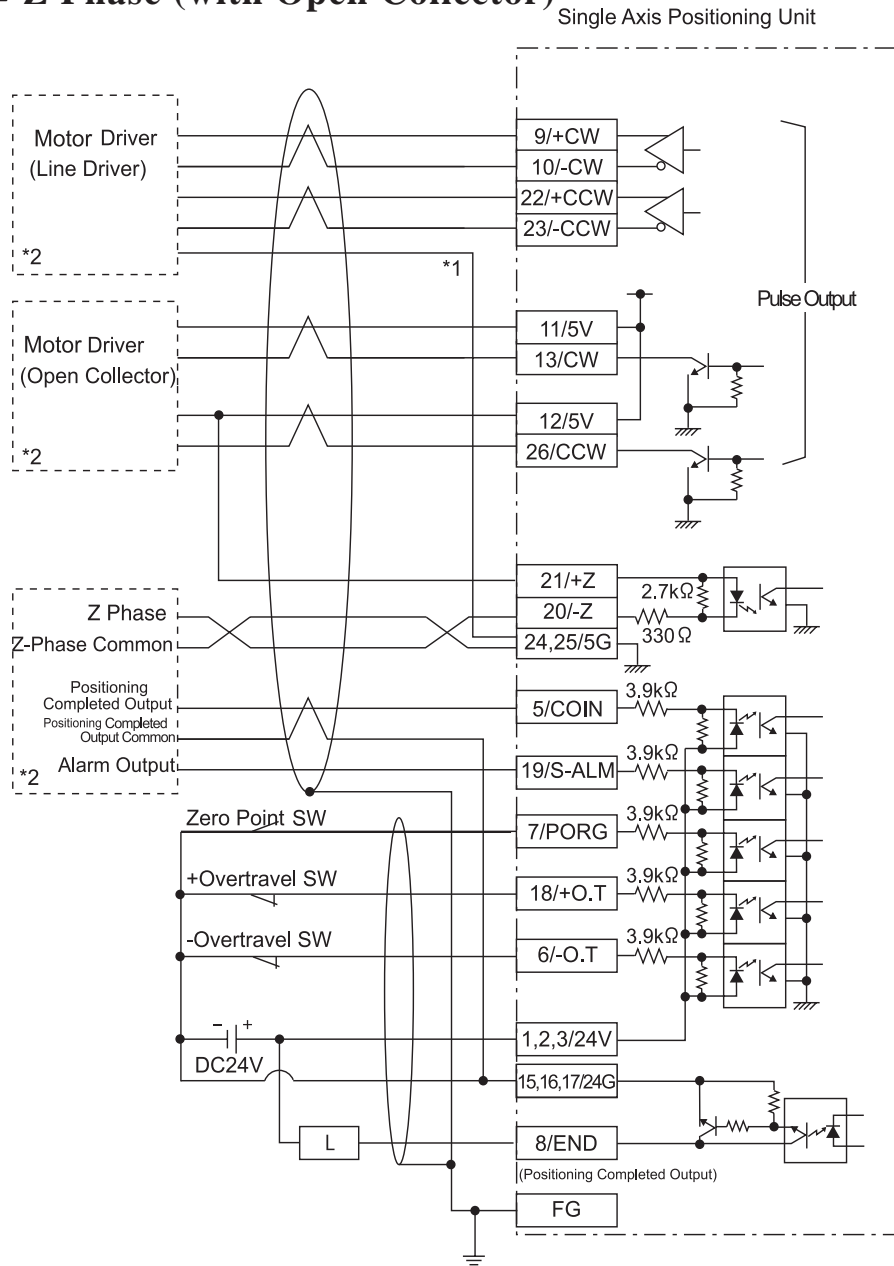 Z Phase (with Open Collector)
Single Axis Positioning Unit
Motor Driver
(Line Driver)
*2
*1
9/+CW
10/-CW
22/+CCW
23/-CCW
Pulse Output
Motor Driver
(Open Collector)
*2
11/5V
13/CW
12/5V
26/CCW
21/+Z
20/-Z
24,25/5G
2.7kΩ
330Ω
Z Phase
Z-Phase Common
Positioning
Completed Output
Positioning Completed
Output Common
Alarm Output
*2
5/COIN
3.9kΩ
19/S-ALM
3.9kΩ
Zero Point SW
7/PORG
3.9kΩ
+Overtravel SW
18/+O.T
3.9kΩ
-Overtravel SW
6/-O.T
3.9kΩ
- +
DC24V
1,2,3/24V
15,16,17/24G
L
8/END
(Positioning Completed Output)
FG